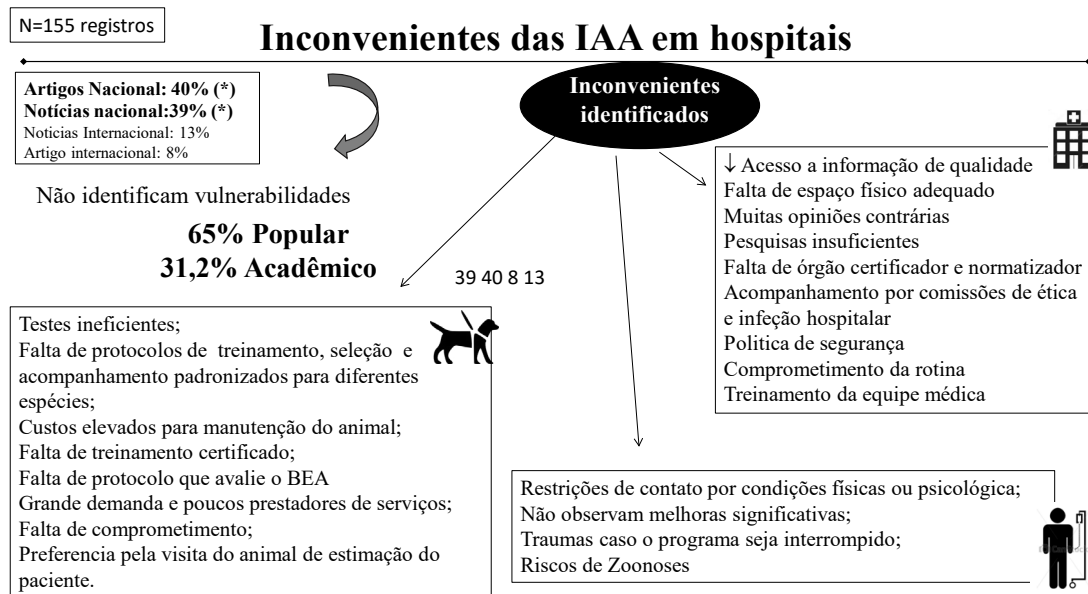 N=155 registros
Inconvenientes das IAA em hospitais
Artigos Nacional: 40% (*)
Notícias nacional:39% (*)
Noticias Internacional: 13%
Artigo internacional: 8%
Inconvenientes
identificados
Não identificam vulnerabilidades
65% Popular
31,2% Acadêmico
39 40 8 13
↓ Acesso a informação de qualidade
Falta de espaço físico adequado
Muitas opiniões contrárias
Pesquisas insuficientes
Falta de órgão certificador e normatizador
Acompanhamento por comissões de ética
e infeção hospitalar
Politica de segurança
Comprometimento da rotina
Treinamento da equipe médica
Testes ineficientes;
Falta de protocolos de treinamento, seleção e
acompanhamento padronizados para diferentes
espécies;
Custos elevados para manutenção do animal;
Falta de treinamento certificado;
Falta de protocolo que avalie o BEA
Grande demanda e poucos prestadores de serviços;
Falta de comprometimento;
Preferencia pela visita do animal de estimação do
paciente.
Restrições de contato por condições físicas ou psicológica;
Não observam melhoras significativas;
Traumas caso o programa seja interrompido;
Riscos de Zoonoses